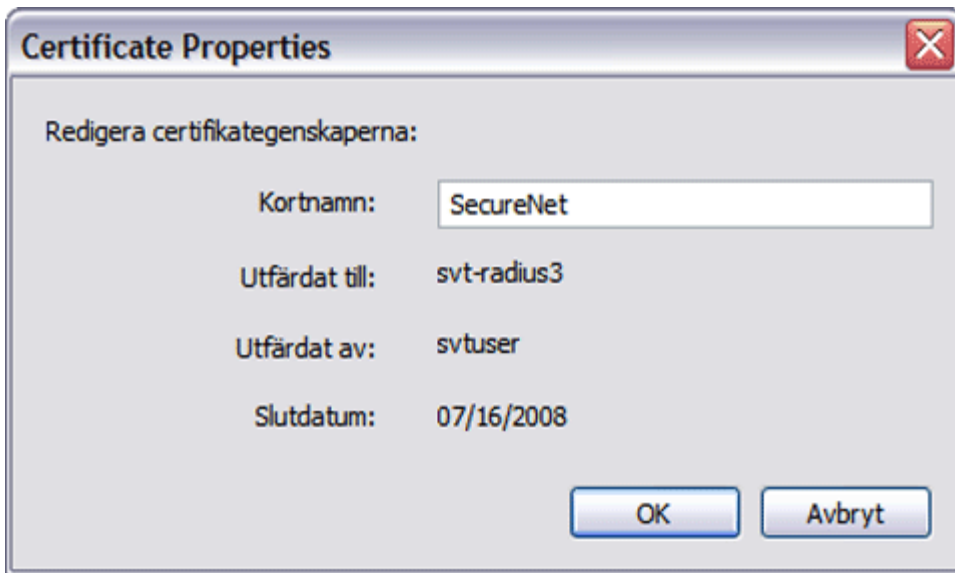 Certificate Properties
Redigera certifikategenskaperna:
Kortnamn: SecureNet
Utfärdat till: svt-radius3
Utfärdat av: svtuser
Slutdatum: 07/16/2008
OK Avbryt